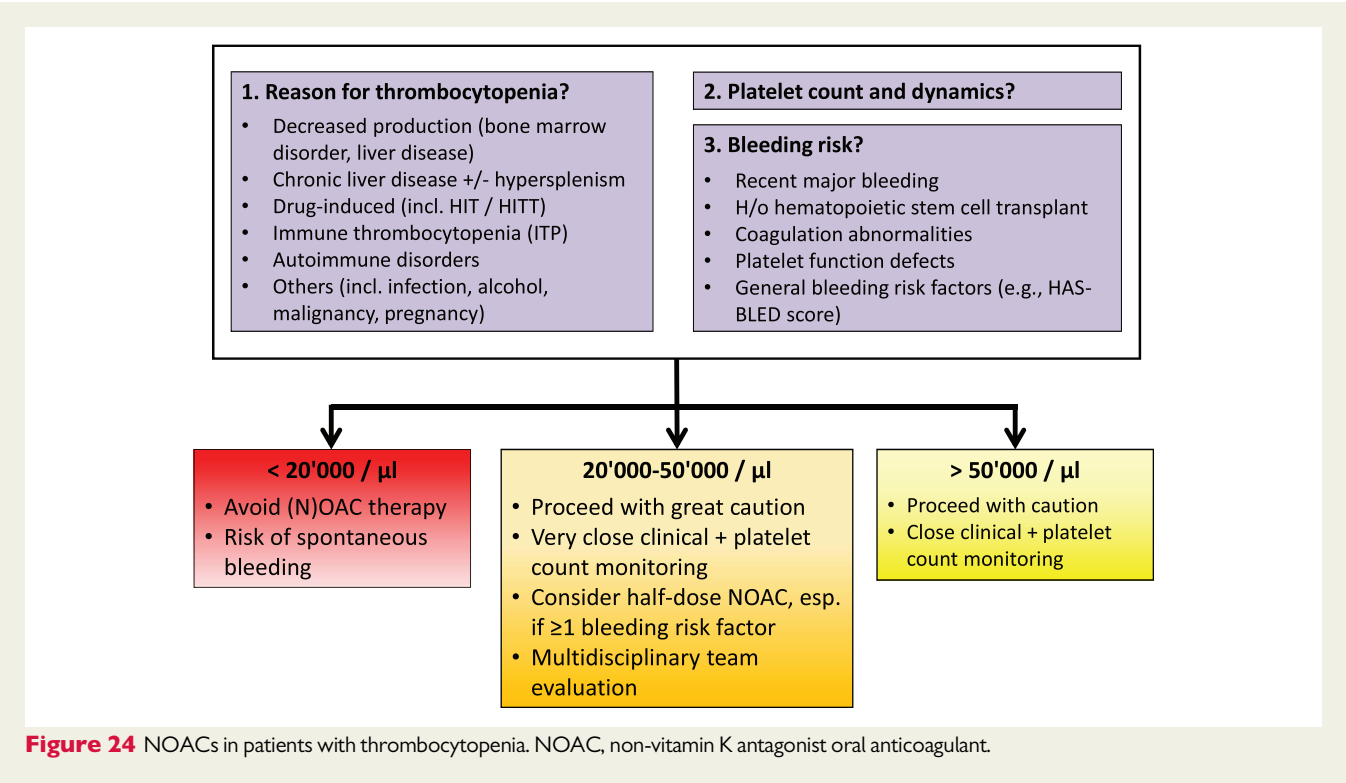 1. Reason for thrombocytopenia?
• Decreased production (bone marrow
disorder, liver disease)
• Chronic liver disease +/- hypersplenism
• Drug-induced (incl. HIT / HITT)
• Immune thrombocytopenia (ITP)
• Autoimmune disorders
• Others (incl. infection, alcohol,
malignancy, pregnancy)
2. Platelet count and dynamics?
3. Bleeding risk?
• Recent major bleeding
• H/o hematopoietic stem cell transplant
• Coagulation abnormalities
• Platelet function defects
• General bleeding risk factors (e.g., HAS-
BLED score)
< 20'000 / µl
• Avoid (N)OAC therapy
• Risk of spontaneous
bleeding
20'000-50'000 / µl
• Proceed with great caution
• Very close clinical + platelet
count monitoring
• Consider half-dose NOAC, esp.
if ≥1 bleeding risk factor
• Multidisciplinary team
evaluation
> 50'000 / µl
• Proceed with caution
• Close clinical + platelet
count monitoring
Figure 24 NOACs in patients with thrombocytopenia. NOAC, non-vitamin K antagonist oral anticoagulant.